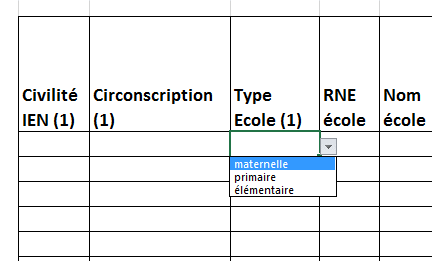 Civilité
IEN (1)
Circonscription
(1)
Type
Ecole (1)
RNE
école
Nom
école
maternelle
primaire
élémentaire